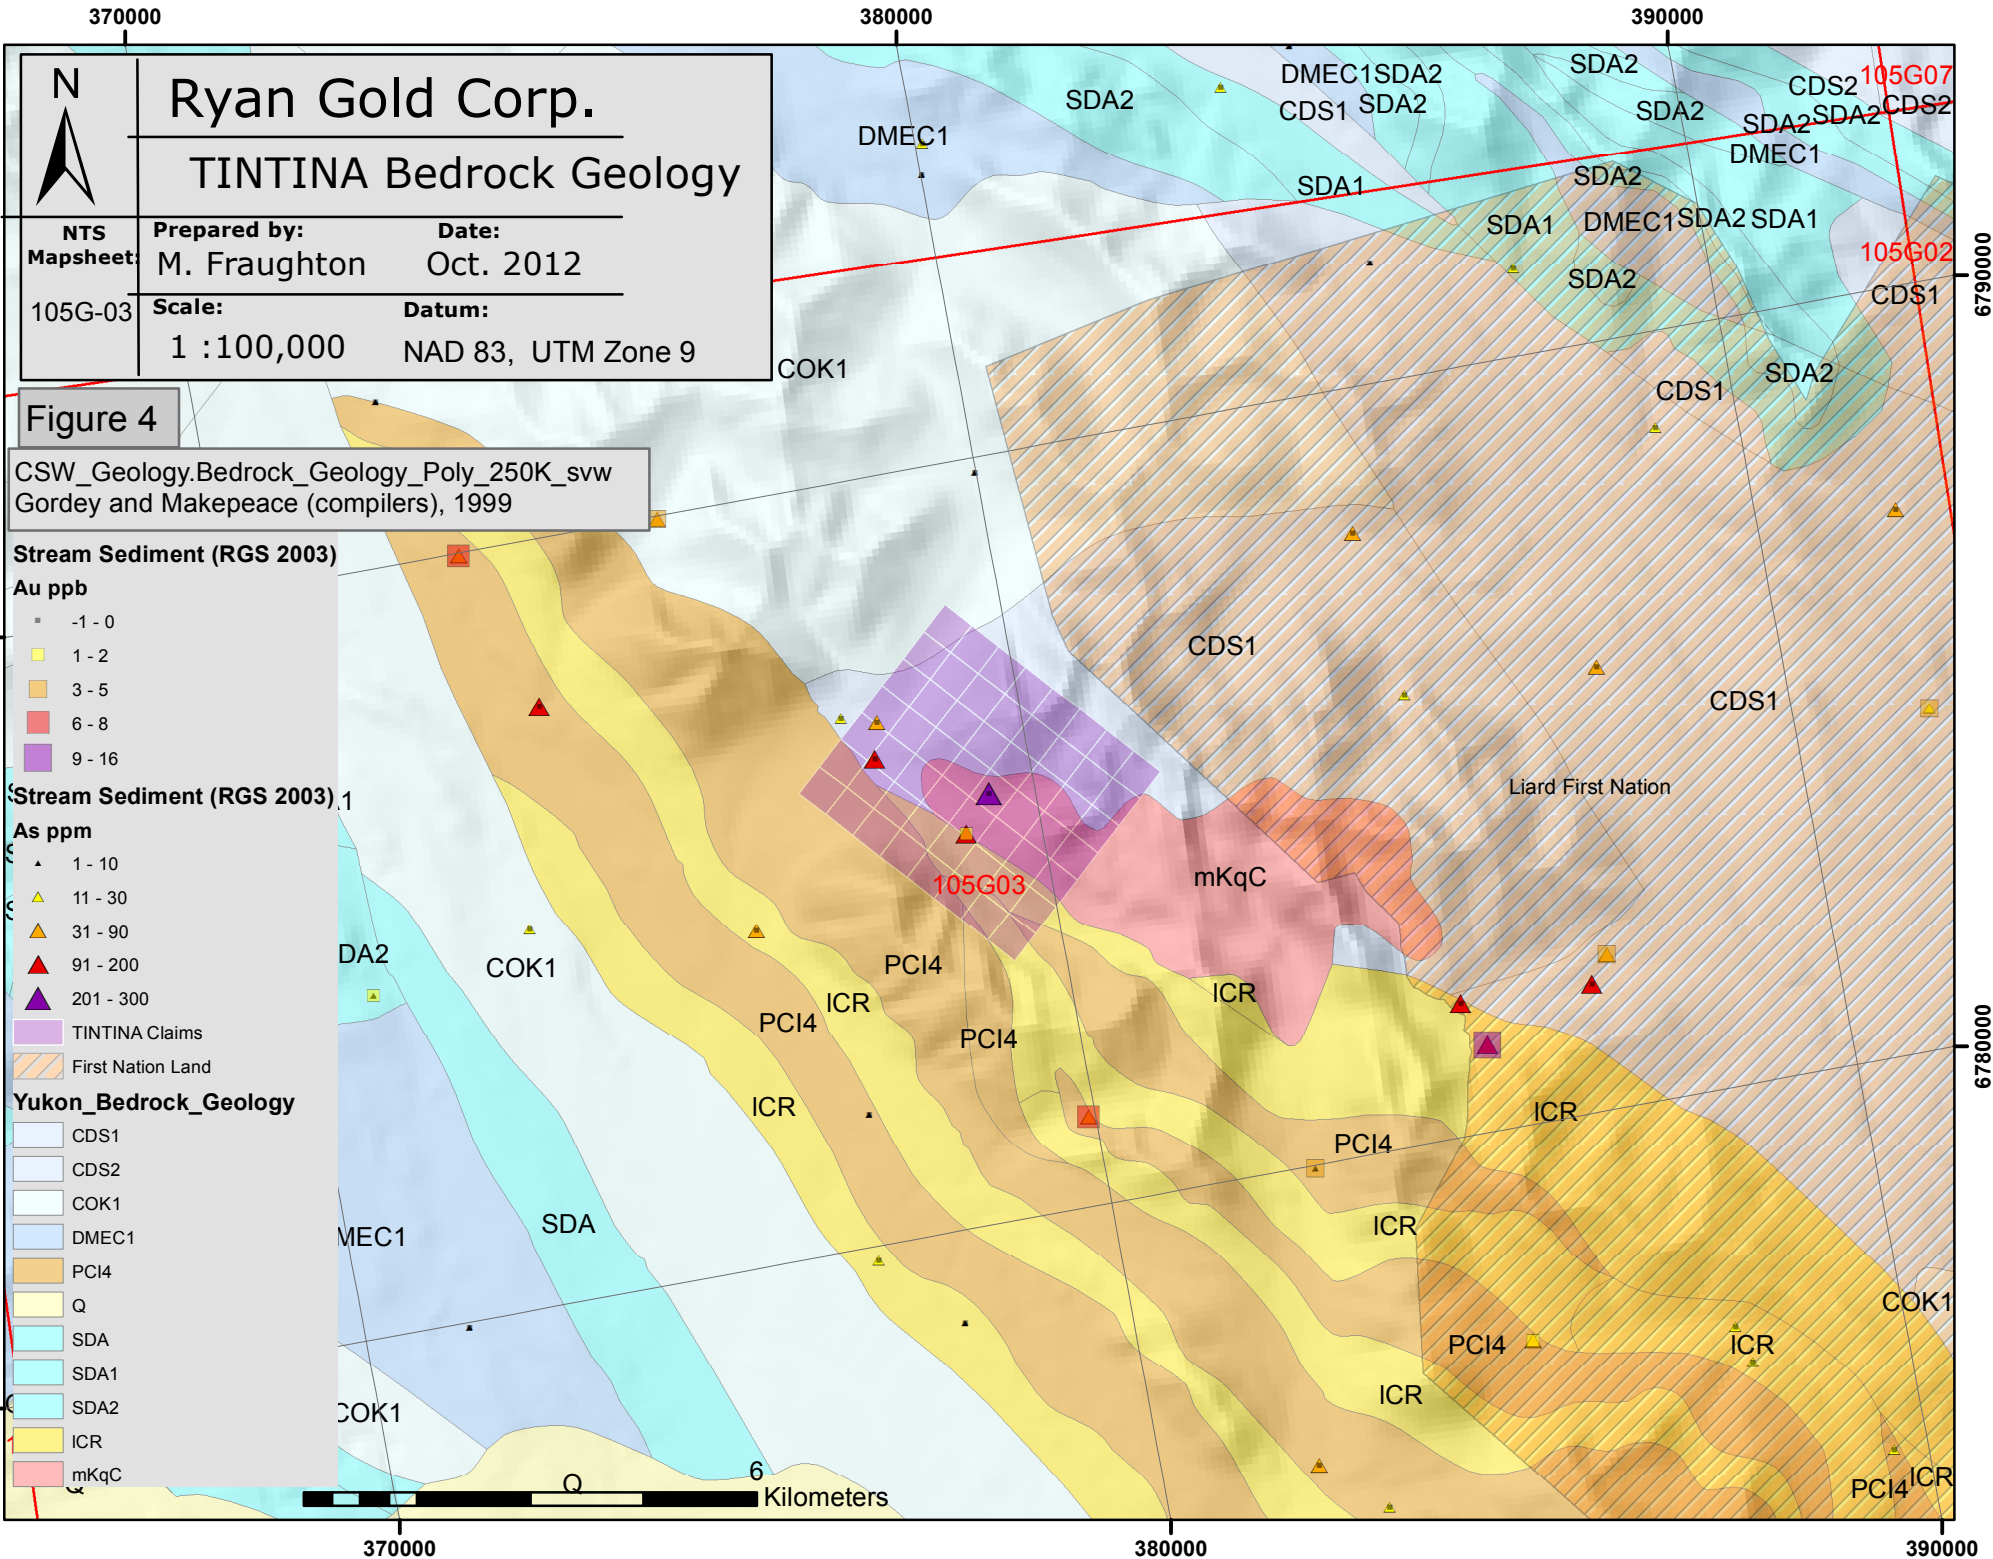 370000
380000
390000
N
Ryan Gold Corp.
TINTINA Bedrock Geology
NTS
Mapsheet:
105G-03
Prepared by:
M. Fraughton
Date:
Oct. 2012
Scale:
1 :100,000
Datum:
NAD 83, UTM Zone 9
Figure 4
CSW_Geology.Bedrock_Geology_Poly_250K_svw
Gordey and Makepeace (compilers), 1999
Stream Sediment (RGS 2003)
Au ppb
-1 - 0
1 - 2
3 - 5
6 - 8
9 - 16
Stream Sediment (RGS 2003)
As ppm
1 - 10
11 - 30
31 - 90
91 - 200
201 - 300
TINTINA Claims
First Nation Land
Yukon_Bedrock_Geology
CDS1
CDS2
COK1
DMEC1
PCI4
Q
SDA
SDA1
SDA2
ICR
mKqC
SDA2
DMEC1
DMEC1
SDA2
SDA2
CDS1
SDA2
CDS2
105G07
SDA2
SDA2
SDA2
CDS2
DMEC1
SDA1
SDA2
SDA1
DMEC1
SDA2
SDA1
105G02
SDA2
CDS1
6790000
COK1
SDA2
CDS1
CDS1
CDS1
Liard First Nation
mKqC
105G03
DA2
COK1
PCI4
ICR
ICR
PCI4
PCI4
6780000
ICR
ICR
PCI4
SDA
MEC1
ICR
COK1
PCI4
ICR
ICR
COK1
Q
Q
6
Kilometers
PCI4
ICR
370000
380000
390000